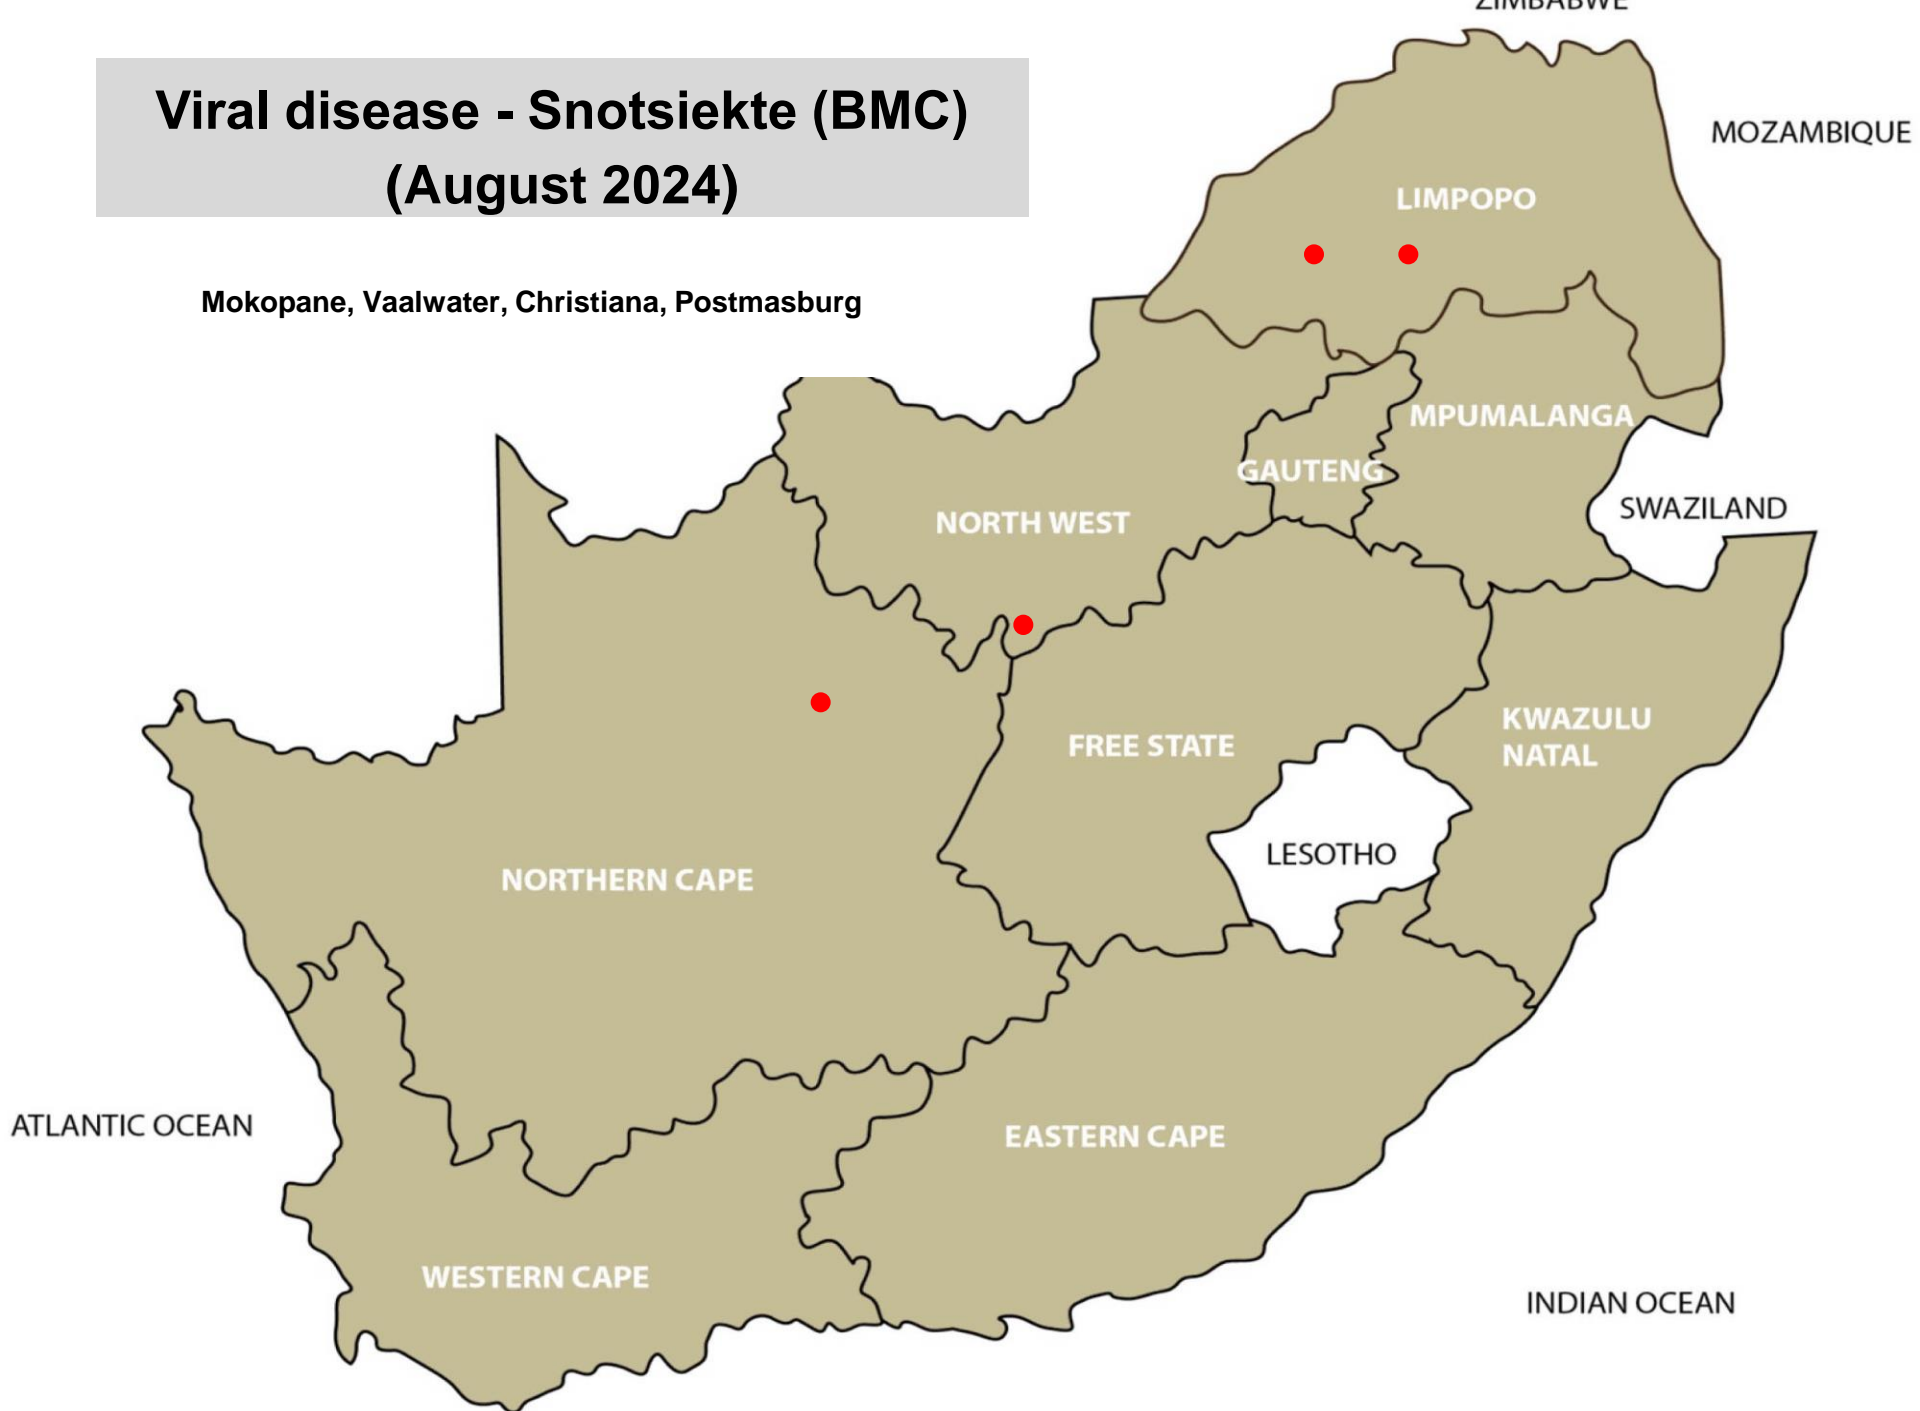 ZIMBABWE
Viral disease - Snotsiekte (BMC)
(August 2024)
MOZAMBIQUE
LIMPOPO
Mokopane, Vaalwater, Christiana, Postmasburg
MPUMALANGA
GAUTENG
SWAZILAND
NORTH WEST
KWAZULU
NATAL
FREE STATE
LESOTHO
NORTHERN CAPE
ATLANTIC OCEAN
EASTERN CAPE
WESTERN CAPE
INDIAN OCEAN